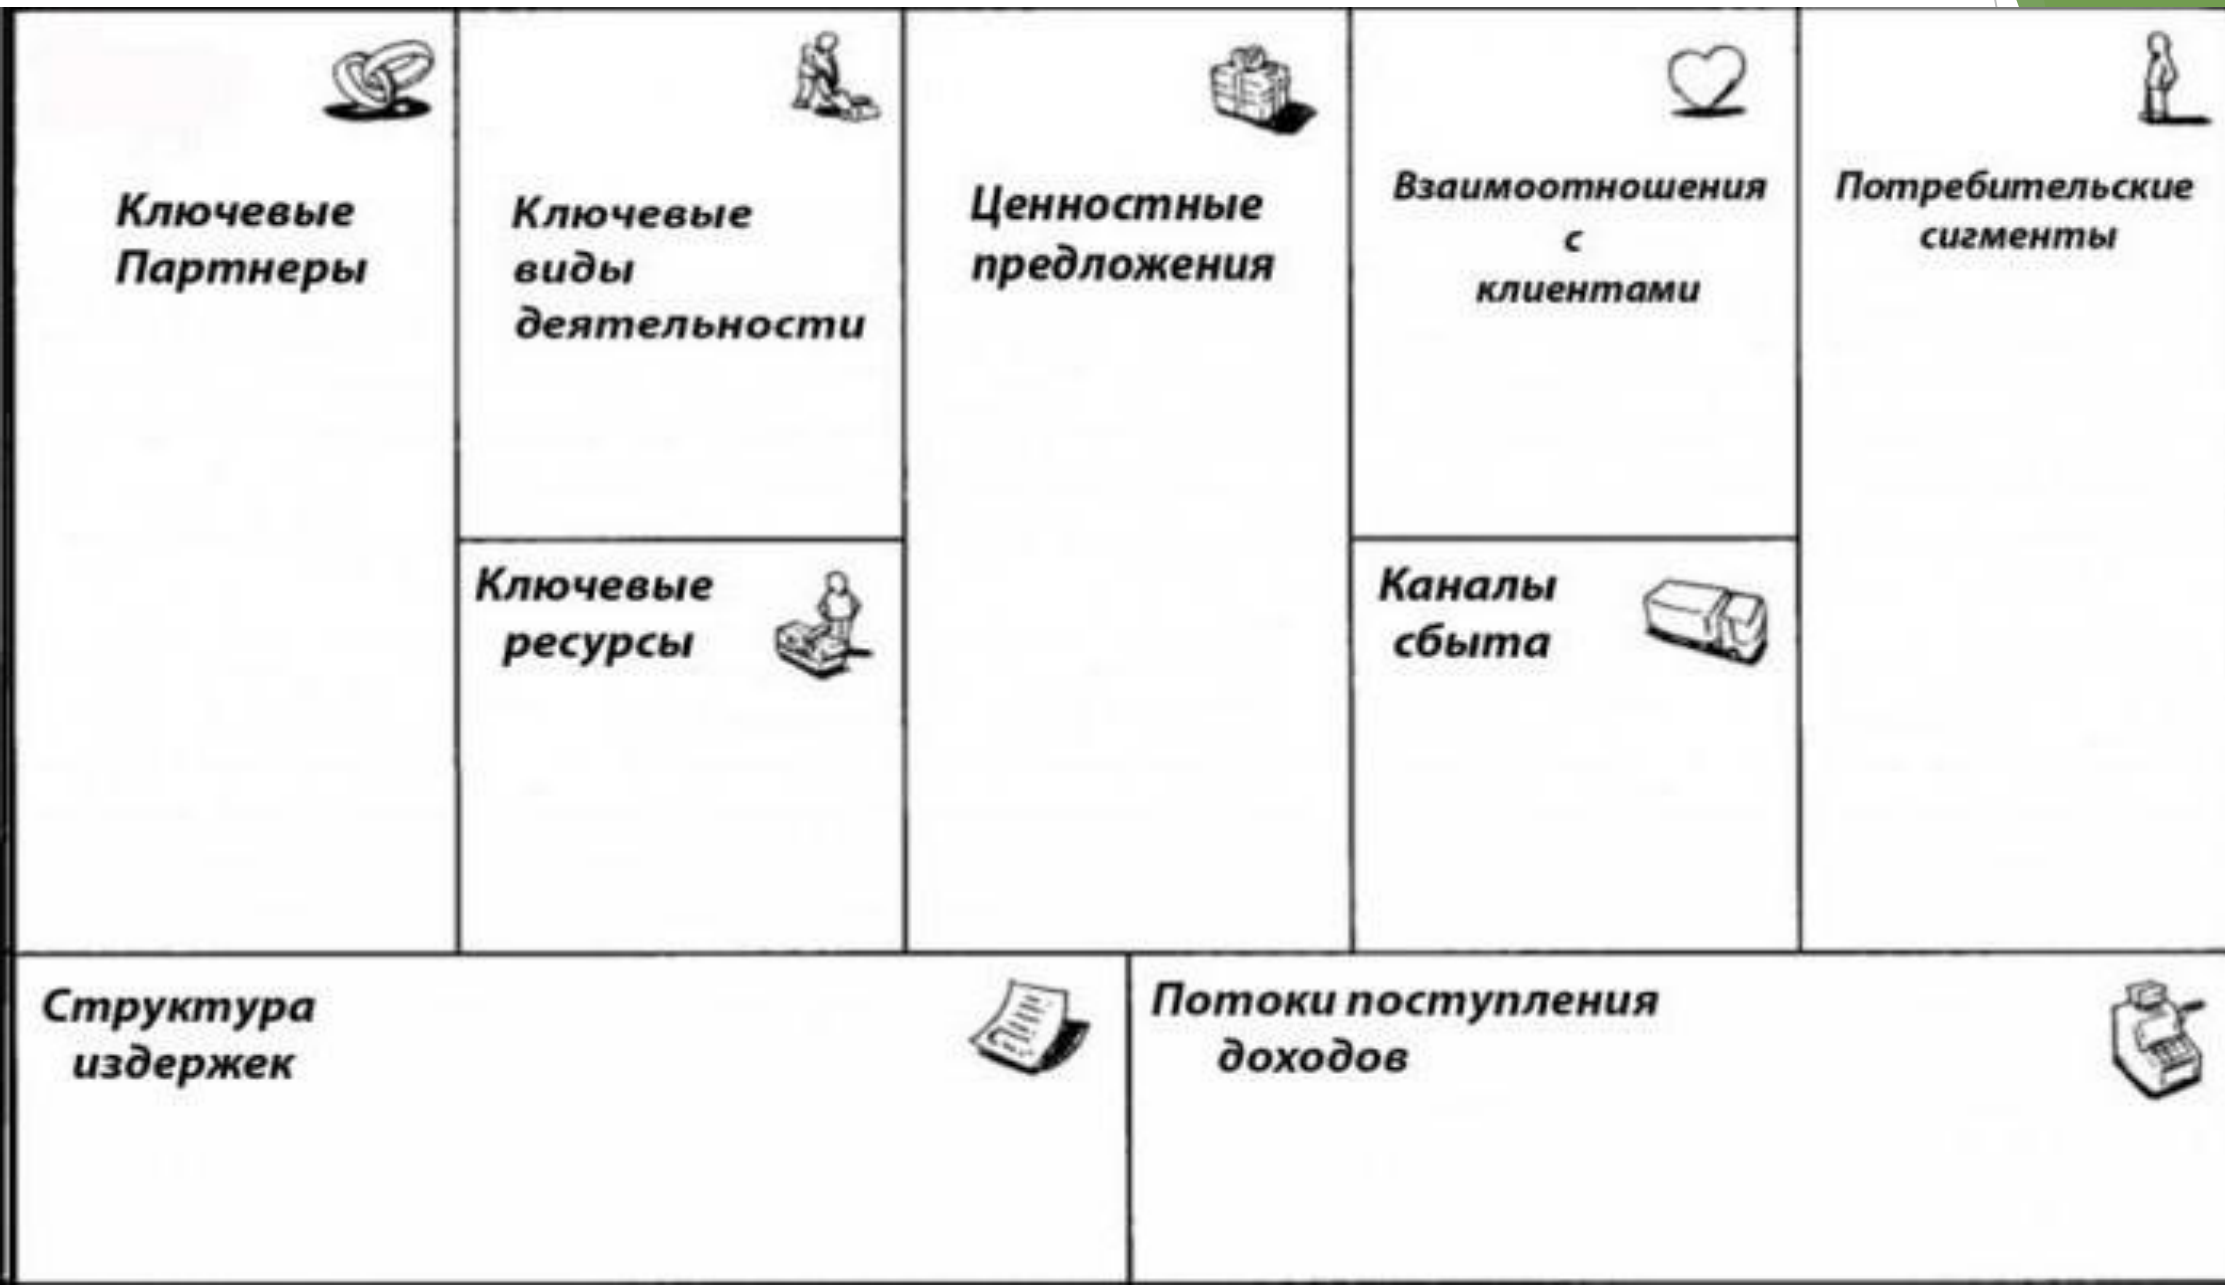 Ключевые
Партнеры
Ключевые
виды
деятельности
Ключевые
ресурсы
Ценностные
предложения
Взаимоотношения
с
клиентами
Каналы
сбыта
Потребительские
сигменты
Структура
издержек
Потоки поступления
доходов